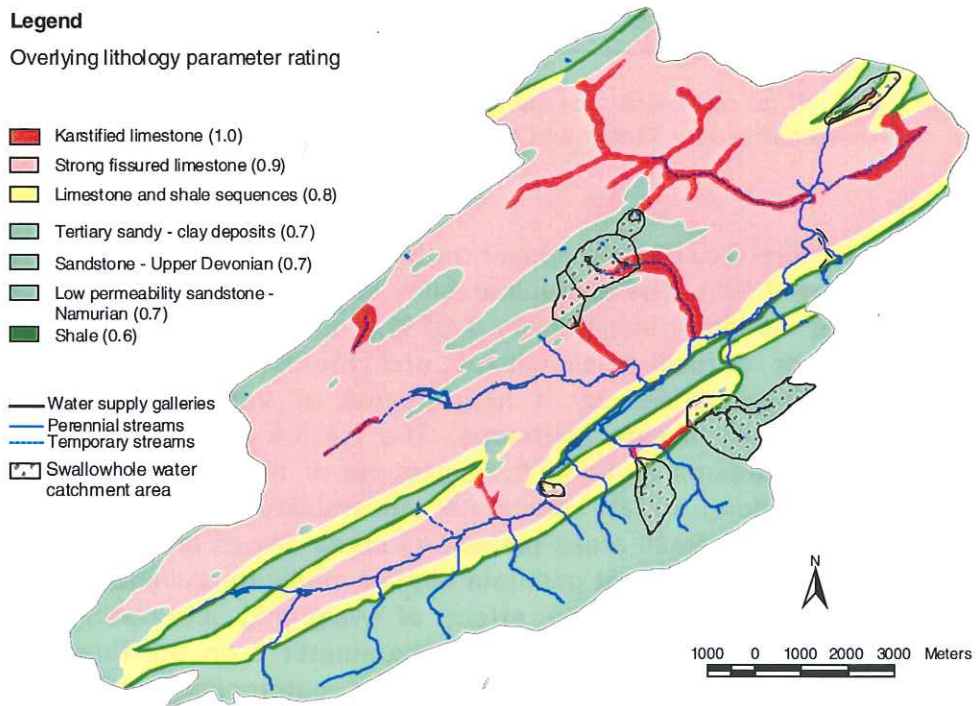 Legend
Overlying lithology parameter rating
Karstified limestone (1.0)
Strong fissured limestone (0.9)
Limestone and shale sequences (0.8)
Tertiary sandy - clay deposits (0.7)
Sandstone - Upper Devonian (0.7)
Low permeability sandstone -
Namurian (0.7)
Shale (0.6)
Water supply galleries
Perennial streams
Temporary streams
Swallowhole water
catchment area
N
1000 0 1000 2000 3000 Meters